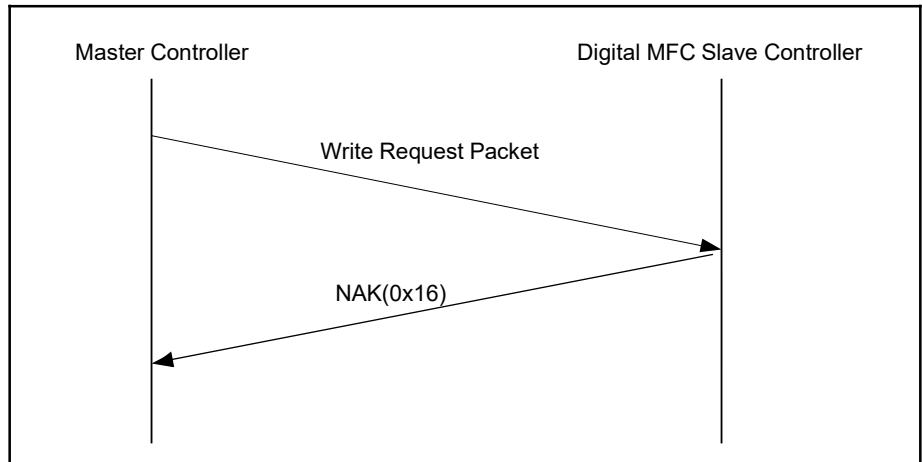 Master Controller
Digital MFC Slave Controller
Write Request Packet
NAK(0x16)